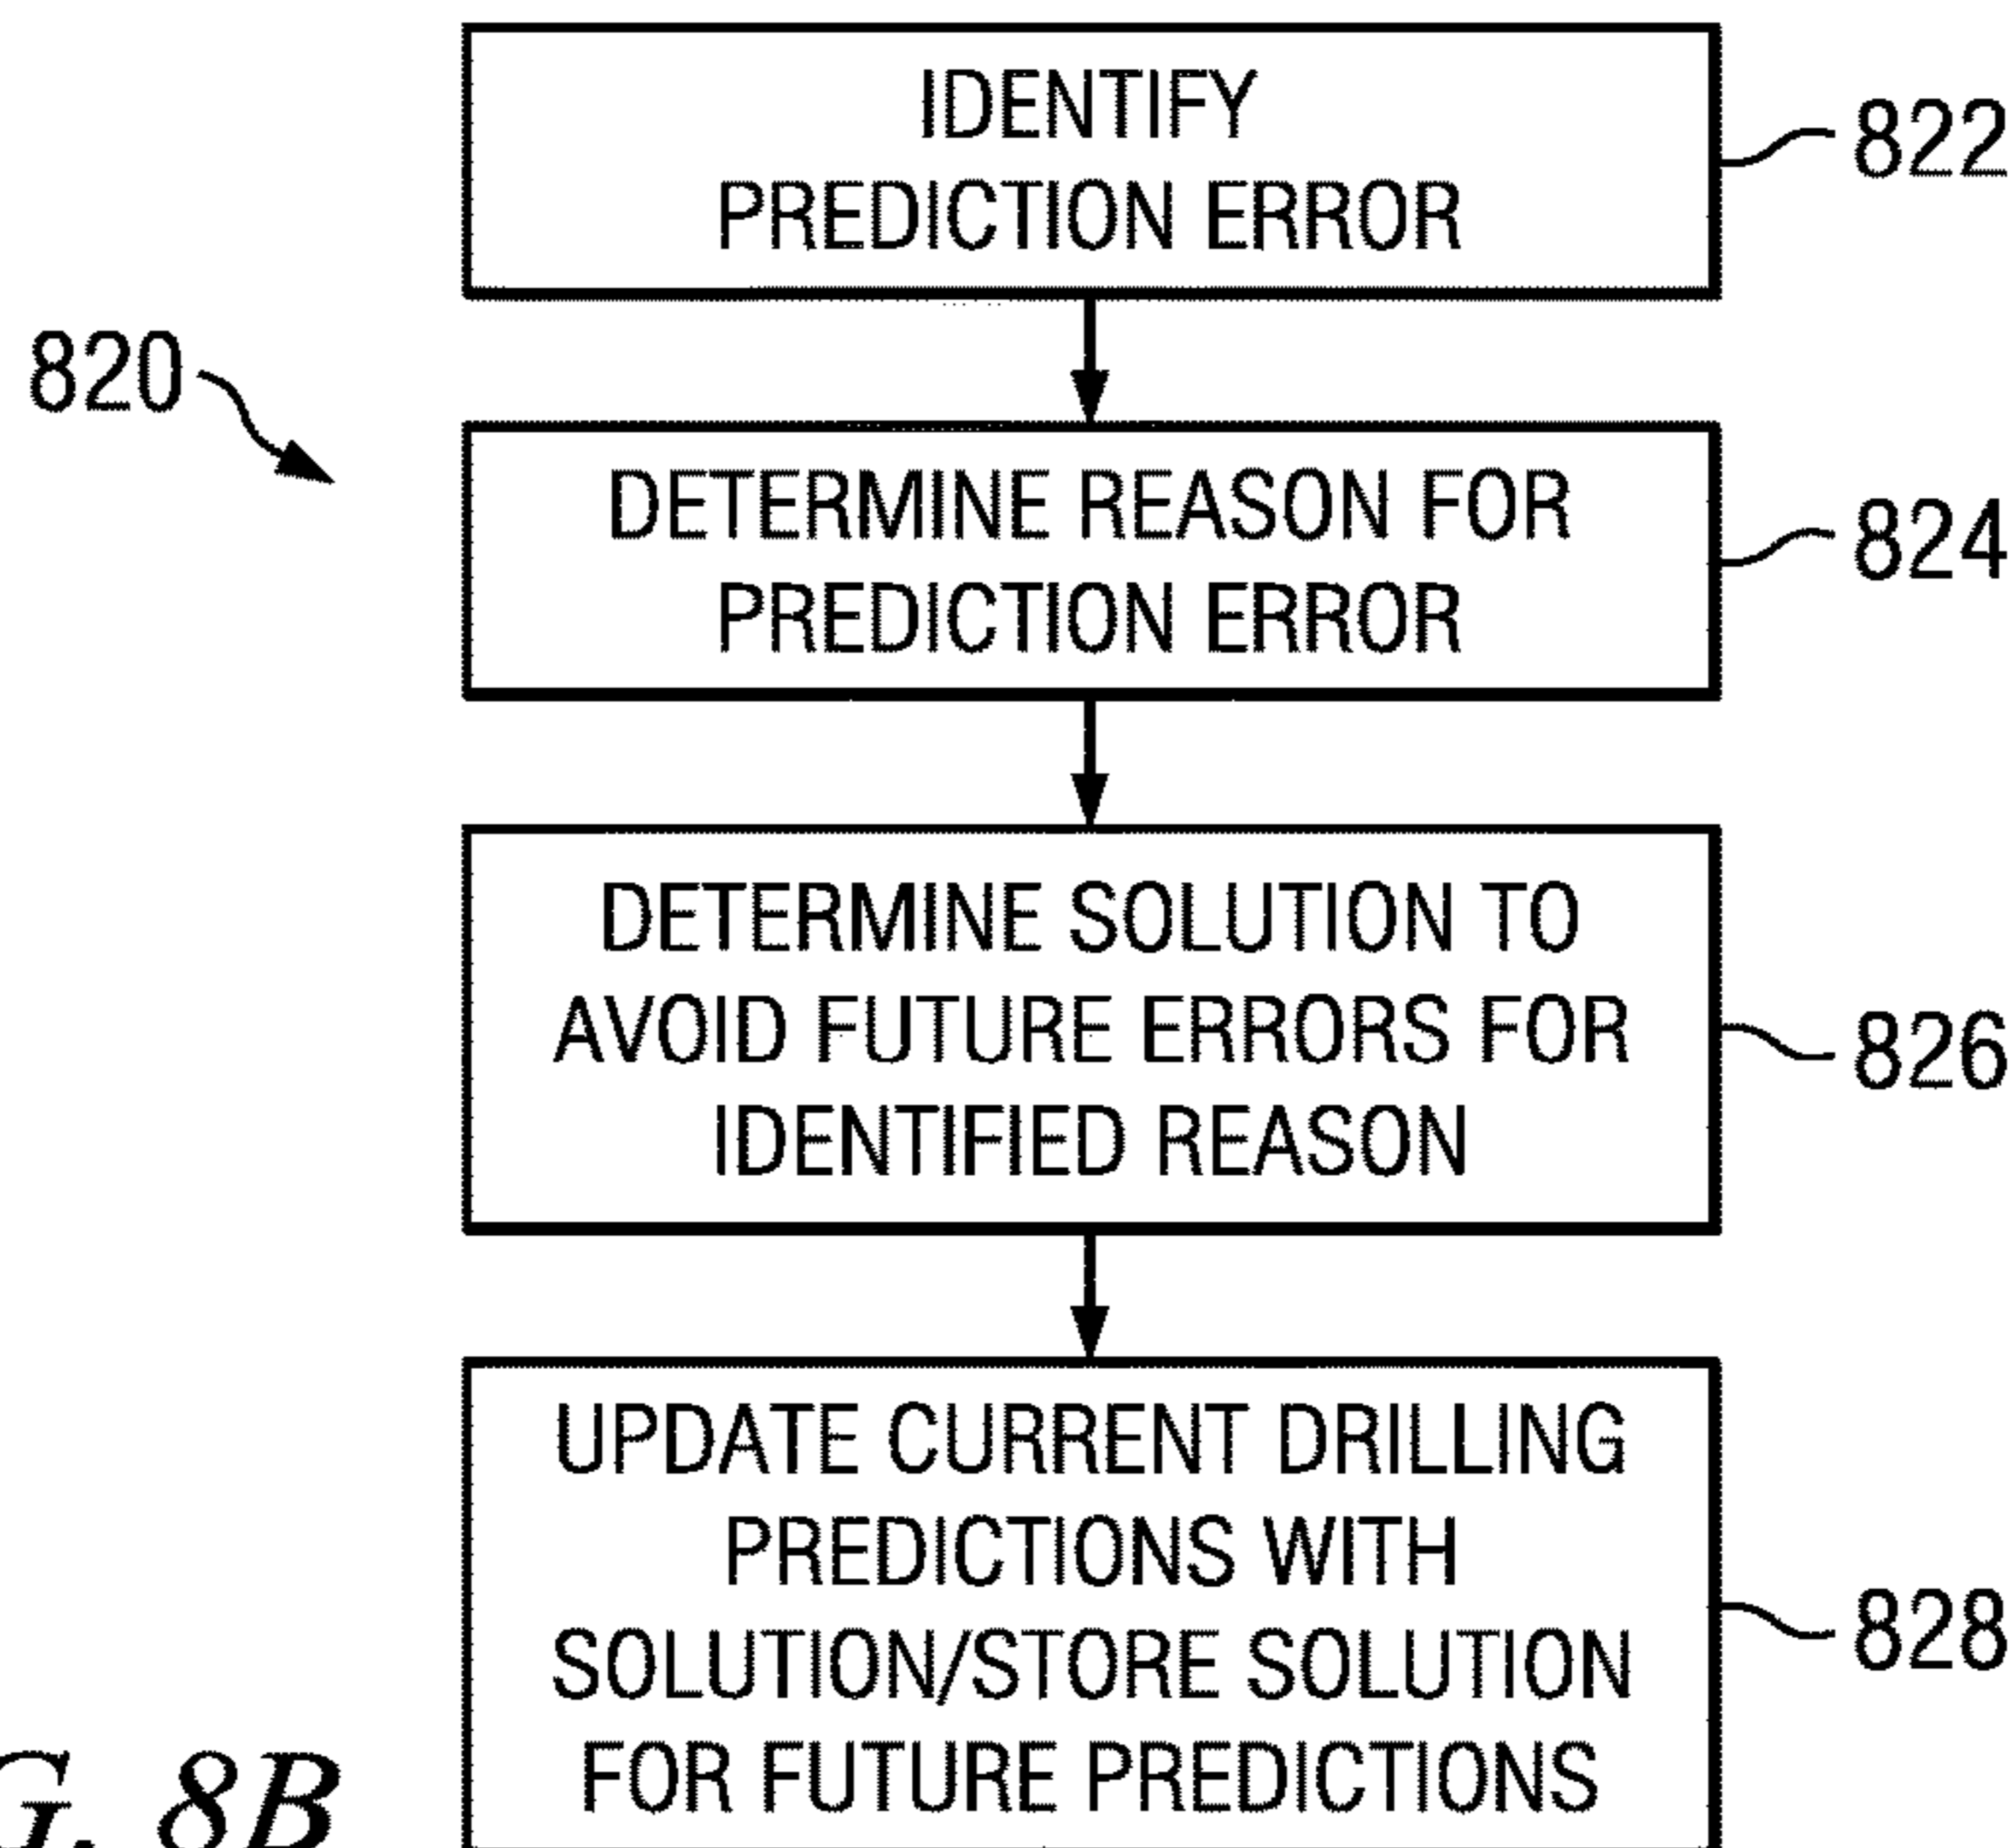 IDENTIFY
PREDICTION ERROR
822
820
DETERMINE REASON FOR
PREDICTION ERROR
824
DETERMINE SOLUTION TO
AVOID FUTURE ERRORS FOR
IDENTIFIED REASON
826
UPDATE CURRENT DRILLING
PREDICTIONS WITH
SOLUTION/STORE SOLUTION
FOR FUTURE PREDICTIONS
828
G. 8B